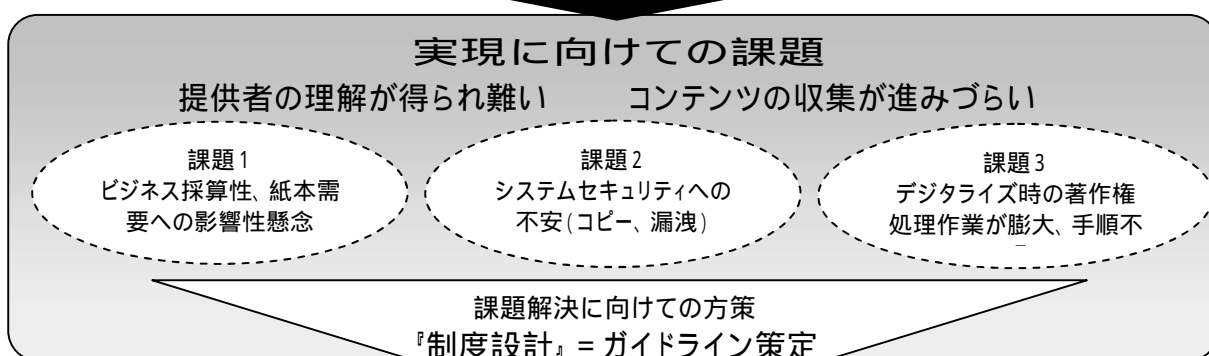 実現に向けての課題
提供者の理解が得られ難い　　コンテンツの収集が進みづらい
課題1
ビジネス採算性、紙本需
要への影響性懸念
課題2
システムセキュリティへの
不安(コピー、漏洩)
課題3
デジタライズ時の著作権
処理作業が膨大、手順不
課題解決に向けての方策
『制度設計』=ガイドライン策定